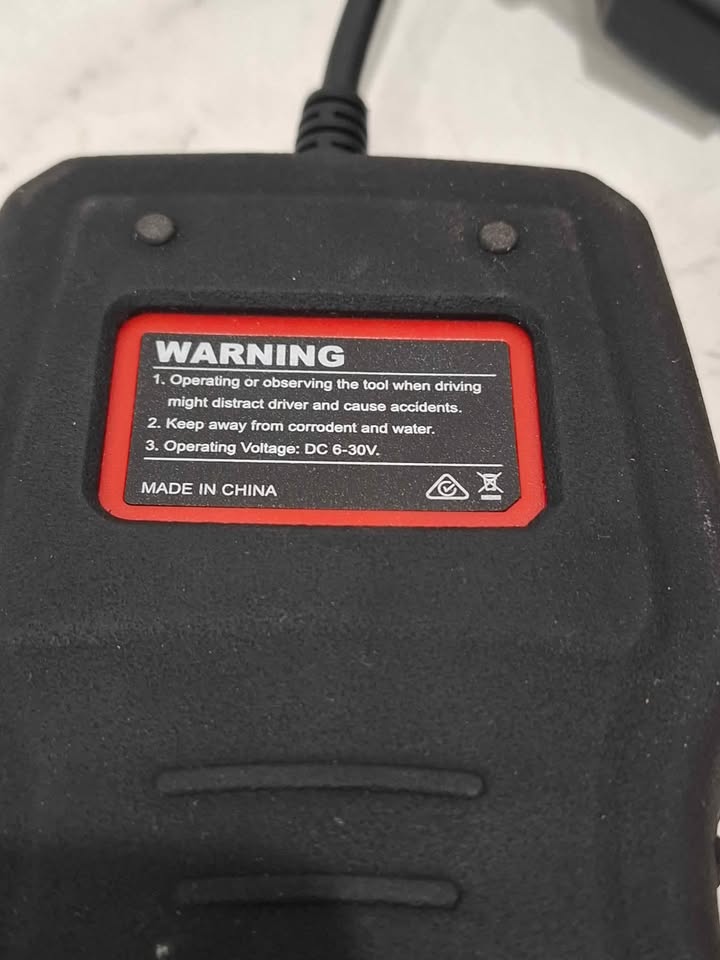 WARNING
1. Operating or observing the tool when driving
might distract driver and cause accidents.
2. Keep away from corrodent and water.
3. Operating Voltage: DC 6-30V.
MADE IN CHINA